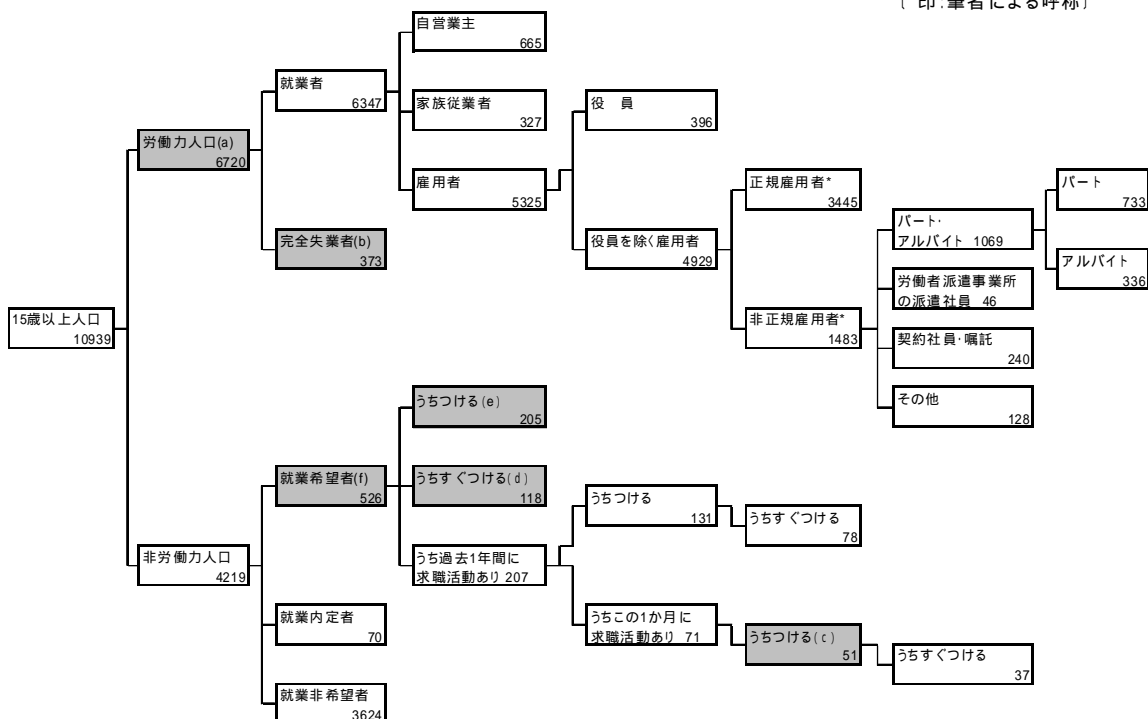 〔 印:筆者による呼称〕
自営業主
665
就業者
6347
家族従業者
327
役 員
396
労働力人口(a)
6720
雇用者
5325
正規雇用者*
3445
パート
733
完全失業者(b)
373
役員を除く雇用者
4929
パート・
アルバイト 1069
アルバイト
336
労働者派遣事業所
の派遣社員 46
15歳以上人口
10939
非正規雇用者*
1483
契約社員・嘱託
240
うちつける(e)
205
その他
128
就業希望者(f)
526
うちすぐつける(d)
118
うちつける
131
うちすぐつける
78
非労働力人口
4219
うち過去1年間に
求職活動あり 207
就業内定者
70
うちこの1か月に
求職活動あり 71
うちつける(c)
51
うちすぐつける
37
就業非希望者
3624